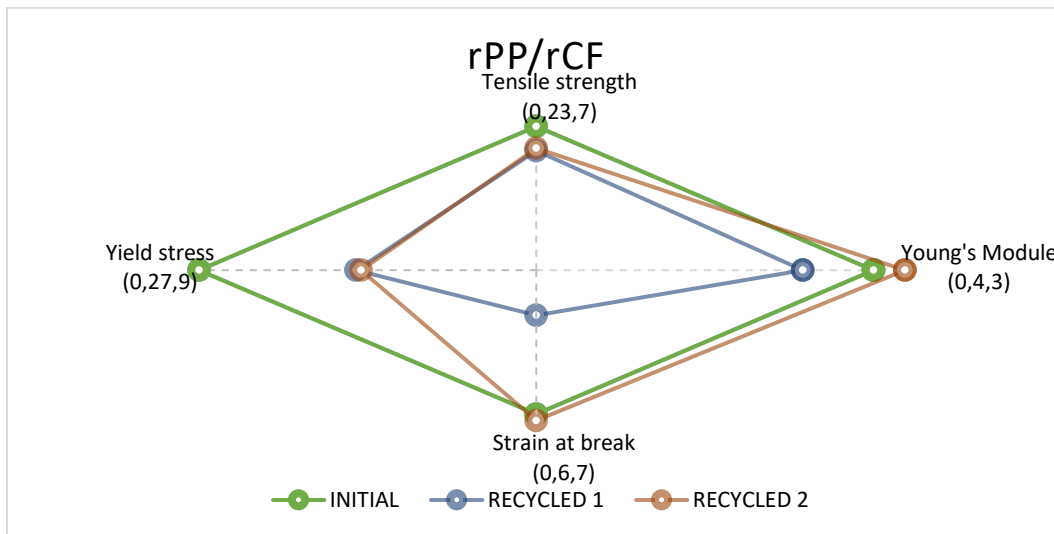 rPP/rCF
Tensile strength
(0,23,7)
Yield stress
(0,27,9)
Young's Module
(0,4,3)
Strain at break
(0,6,7)
INITIAL
RECYCLED 1
RECYCLED 2